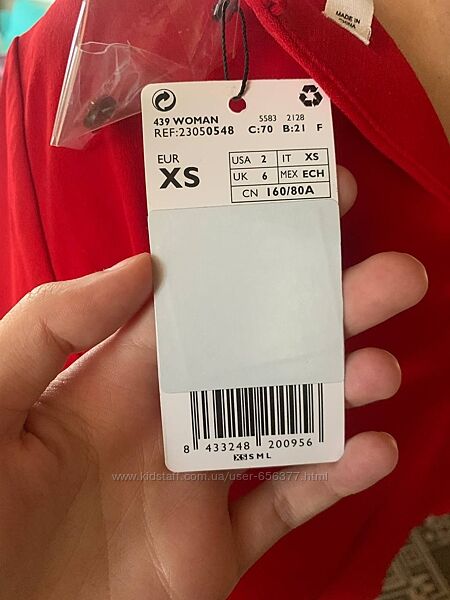 MADE IN
CHINA
439 WOMAN
5583 2128
REF:23050548 C:70 B:21 F
EUR
XS
USA 2 IT XS
UK 6 MEX ECH
CN 160/80A
8 433248 200956
XS S M L
www.kidstaff.com.ua/user-656377.html